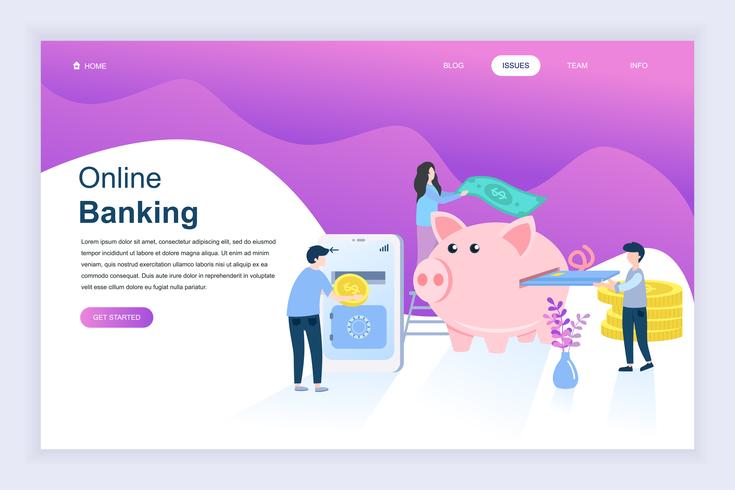 HOME BLOG ISSUES TEAM INFO
Online
Banking
Lorem ipsum dolor sit amet, consectetur adipiscing elit, sed do eiusmod
tempor incididunt ut labore et dolore magna aliqua. Ut enim ad minim
veniam, quis nostrud exercitation ullamco laboris nisi ut aliquip ex ea
commodo consequat. Duis aute irure dolor in reprehenderit in voluptate
velit esse cillum dolore eu fugiat nulla pariatur.
GET STARTED
$
$